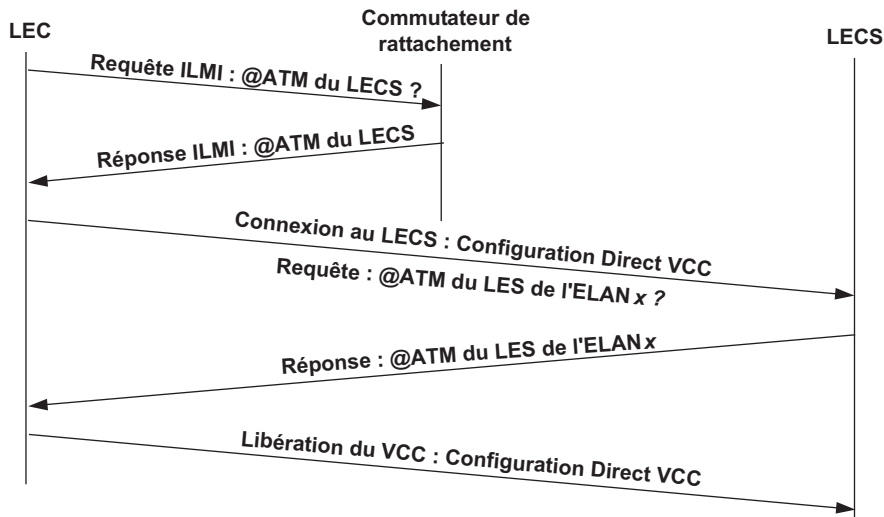 LEC
Commutateur de
rattachement
LECS
Requête ILMI : @ATM du LECS ?
Réponse ILMI : @ATM du LECS
Connexion au LECS : Configuration Direct VCC
Requête : @ATM du LES de l'ELAN x ?
Réponse : @ATM du LES de l'ELAN x
Libération du VCC : Configuration Direct VCC